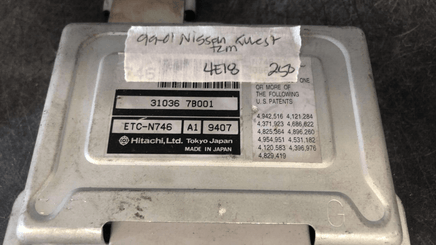 99-01 Nissan Quest
TCM
4E18 250
ONE
OR MORE OF
THE FOLLOWING
U.S. PATENTS
31036 7B001
ETC-N746 A1 9407
Hitachi, Ltd. Tokyo Japan
MADE IN JAPAN
4,942,516 4,121,284
4,371,923 4,686,622
4,825,364 4,896,260
4,954,951 4,531,182
4,120,583 4,396,976
4,829,419
G